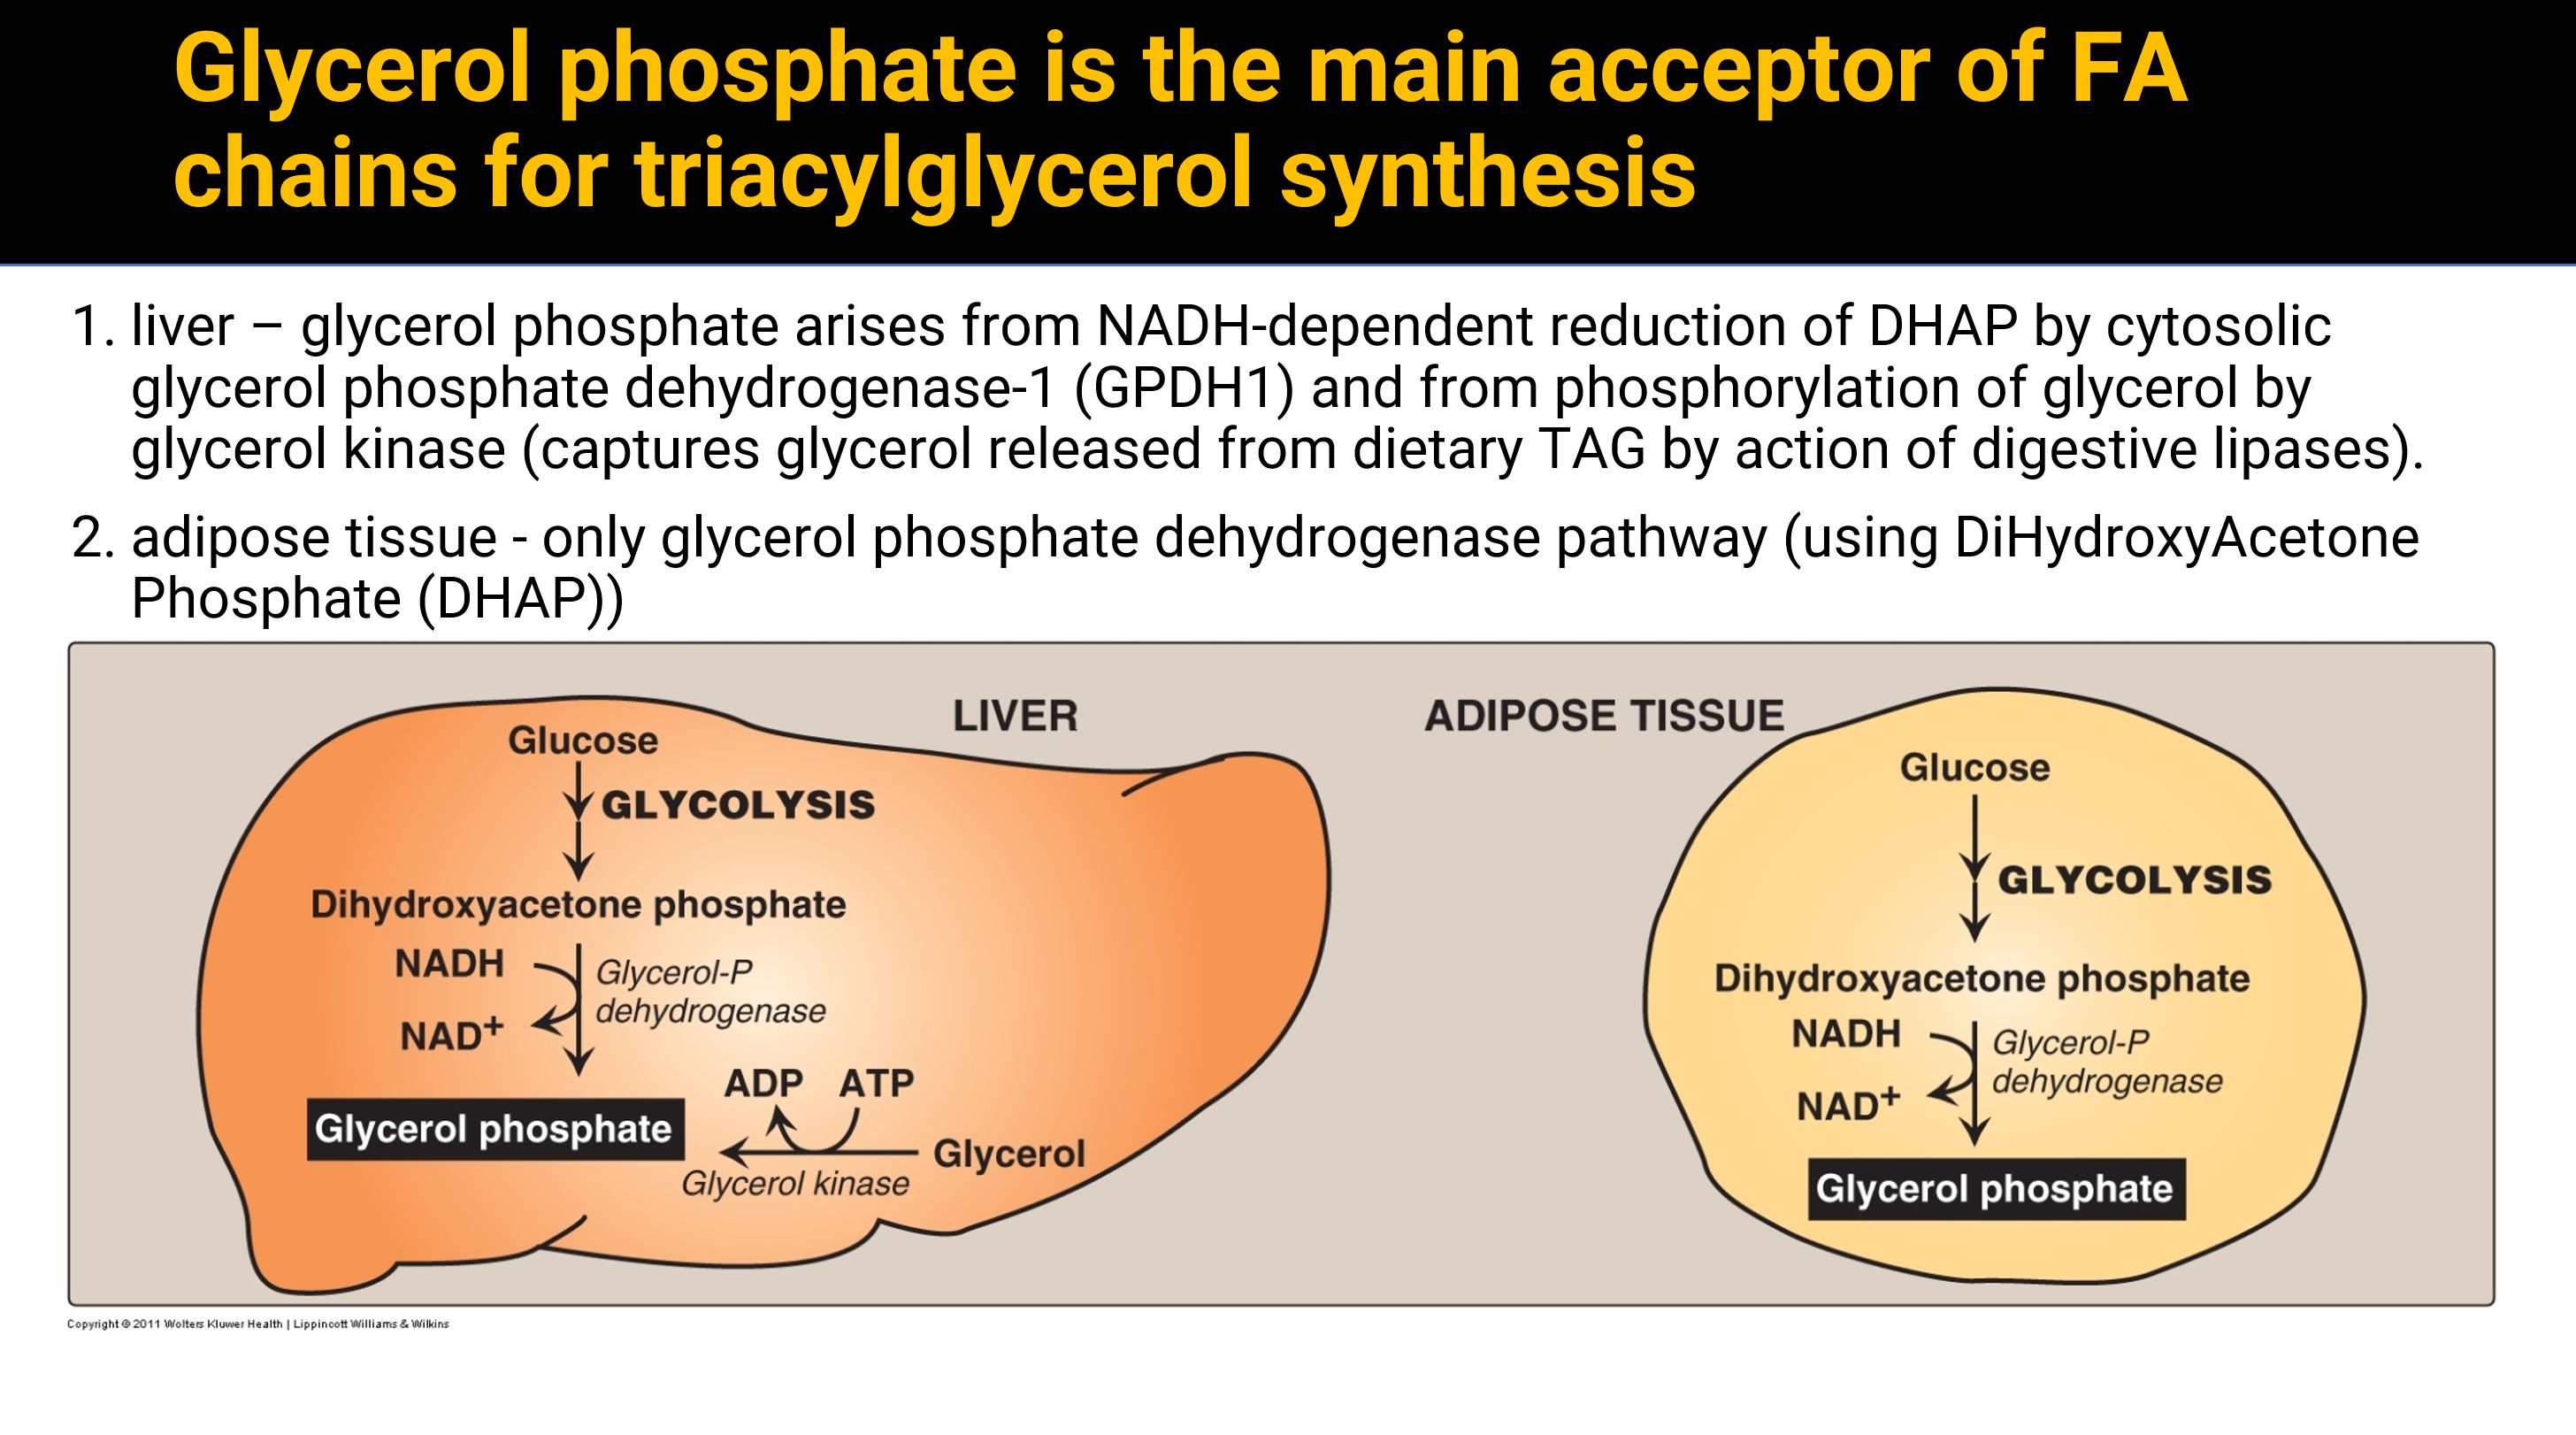 Glycerol phosphate is the main acceptor of FA
chains for triacylglycerol synthesis
1. liver – glycerol phosphate arises from NADH-dependent reduction of DHAP by cytosolic
glycerol phosphate dehydrogenase-1 (GPDH1) and from phosphorylation of glycerol by
glycerol kinase (captures glycerol released from dietary TAG by action of digestive lipases).
2. adipose tissue - only glycerol phosphate dehydrogenase pathway (using DiHydroxyAcetone
Phosphate (DHAP))
LIVER
Glucose
GLYCOLYSIS
Dihydroxyacetone phosphate
NADH
Glycerol-P
dehydrogenase
NAD+
ADP ATP
Glycerol phosphate
Glycerol
Glycerol kinase
ADIPOSE TISSUE
Glucose
GLYCOLYSIS
Dihydroxyacetone phosphate
NADH
Glycerol-P
dehydrogenase
NAD+
Glycerol phosphate
Copyright © 2011 Wolters Kluwer Health | Lippincott Williams & Wilkins